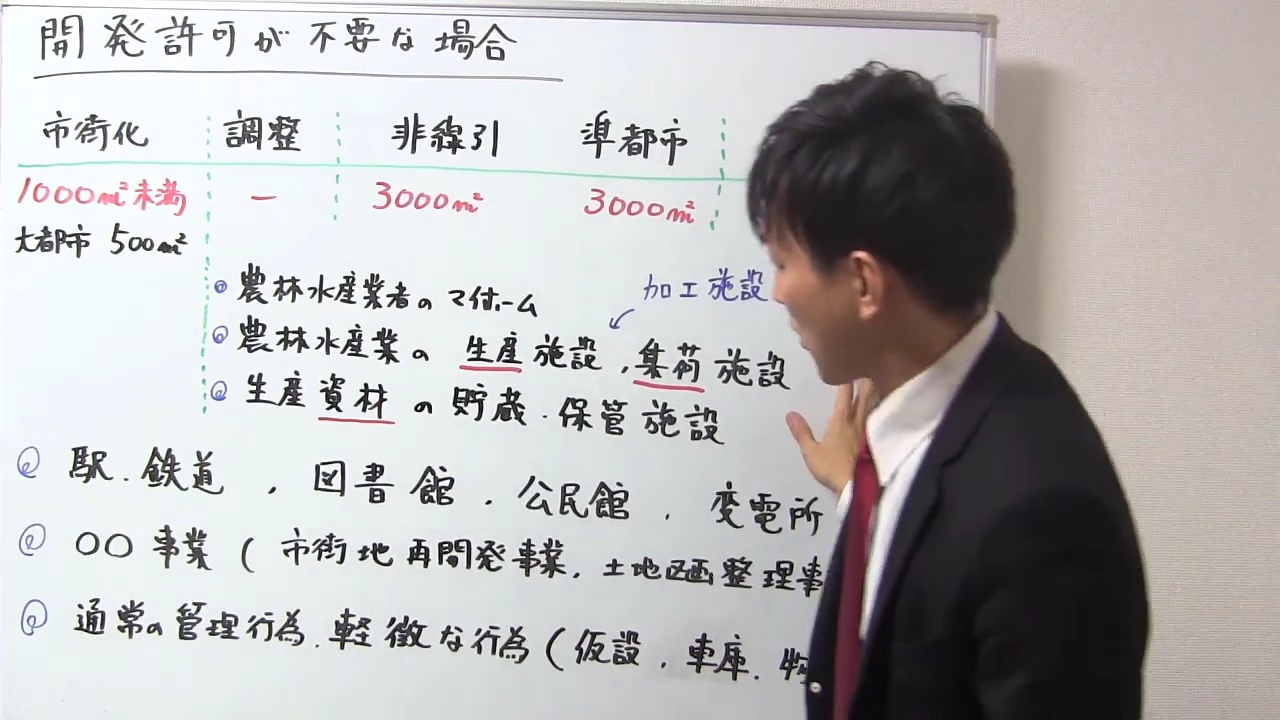 開発許可が不要な場合
市街化 調整 非線引 準都市
1000㎡未満 ー 3000㎡ 3000㎡
大都市 500㎡
農林水産業者のマイホーム
加工施設
農林水産業の 生産施設,集荷施設
生産資材の貯蔵・保管施設
駅.鉄道 , 図書館 . 公民館 . 変電所
○○事業 ( 市街地再開発事業. 土地区画整理事
通常の管理行為.軽微な行為 (仮設 . 車庫.